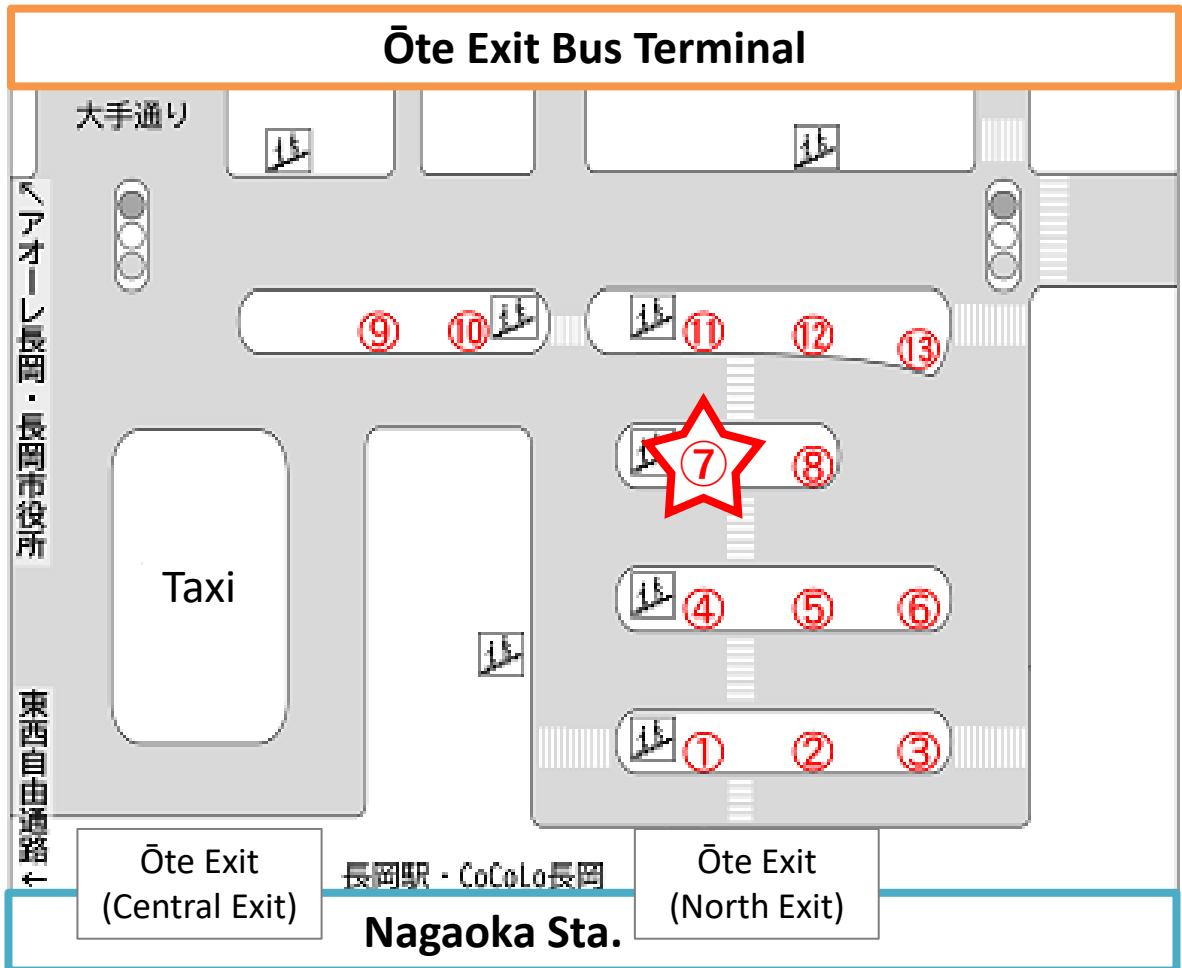 Ōte Exit Bus Terminal
大手通り
↖アオーレ長岡・長岡市役所
⑨
⑩
⑪
⑫
⑬
⑦
⑧
Taxi
④
⑤
⑥
①
②
③
東西自由通路↑
Ōte Exit
(Central Exit)
長岡駅・CoCoLo長岡
Ōte Exit
(North Exit)
Nagaoka Sta.